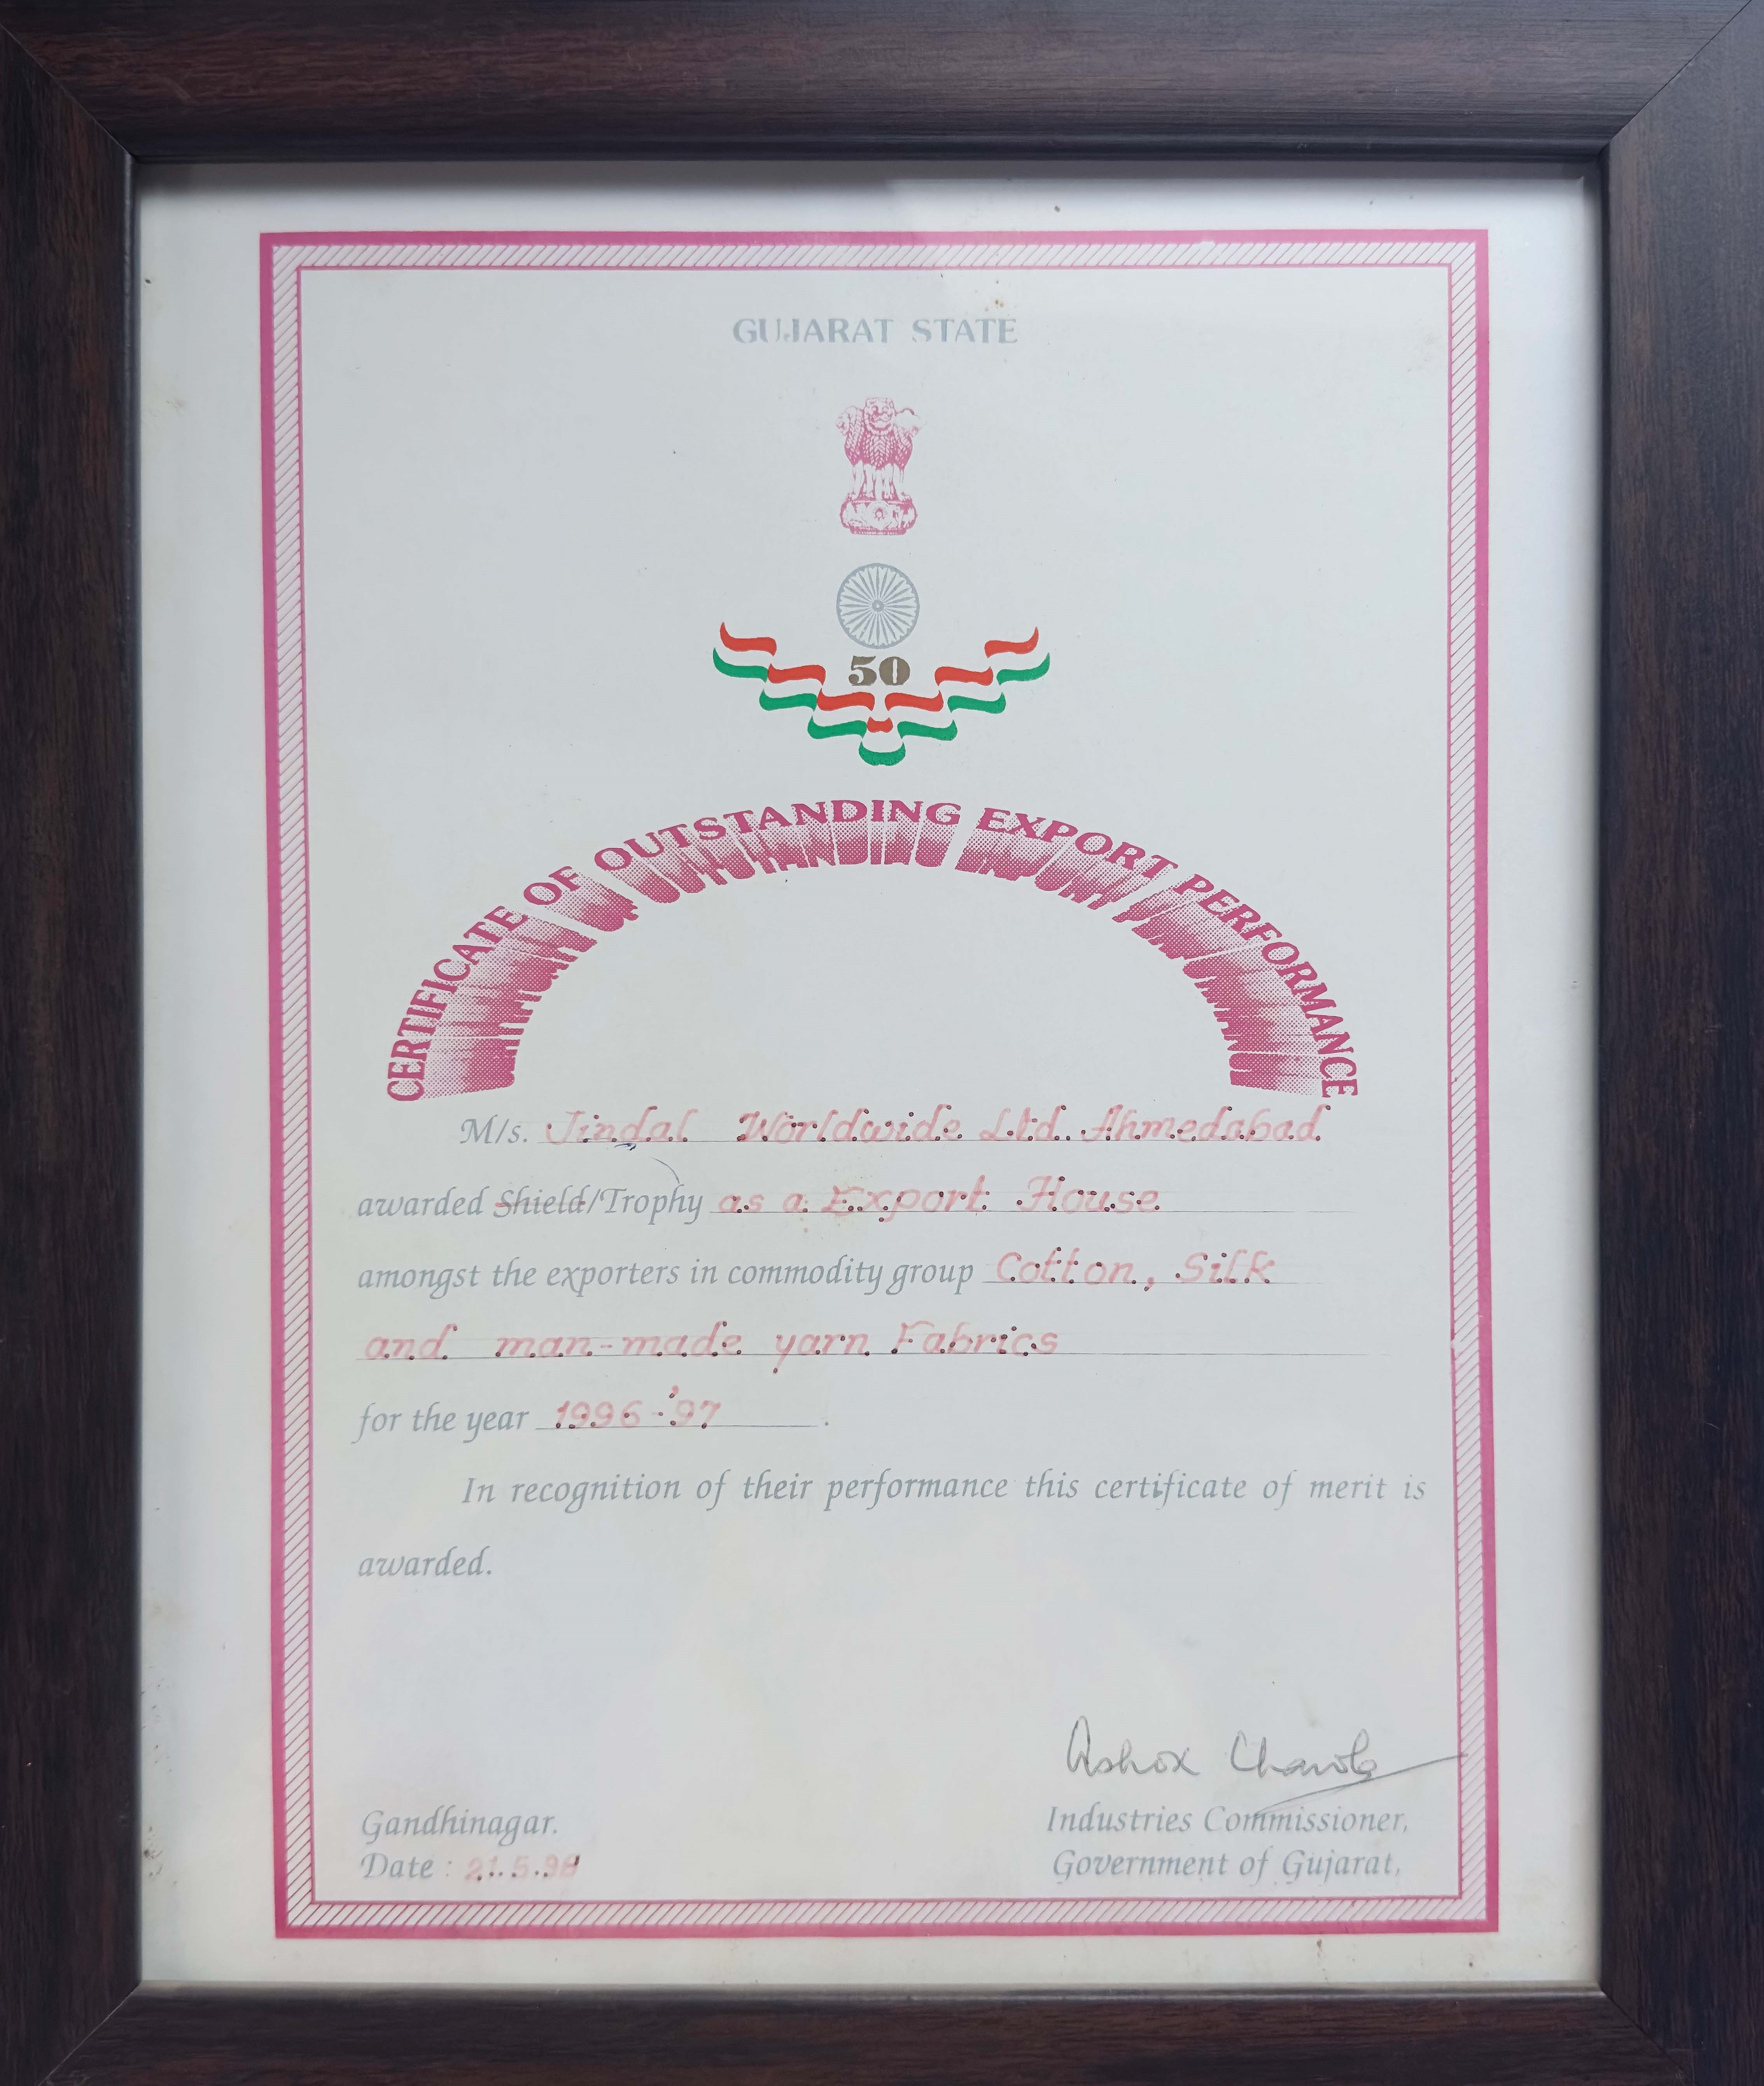 GUJARAT STATE
50
CERTIFICATE OF OUTSTANDING EXPORT PERFORMANCE
M/s. Jindal Worldwide Ltd. Ahmedabad
awarded Shield/Trophy as a Export House
amongst the exporters in commodity group Cotton, Silk
and man-made yarn Fabrics
for the year 1996-'97.
In recognition of their performance this certificate of merit is
awarded.
Ashok Chawla
Gandhinagar.
Date : 21.5.98
Industries Commissioner,
Government of Gujarat,